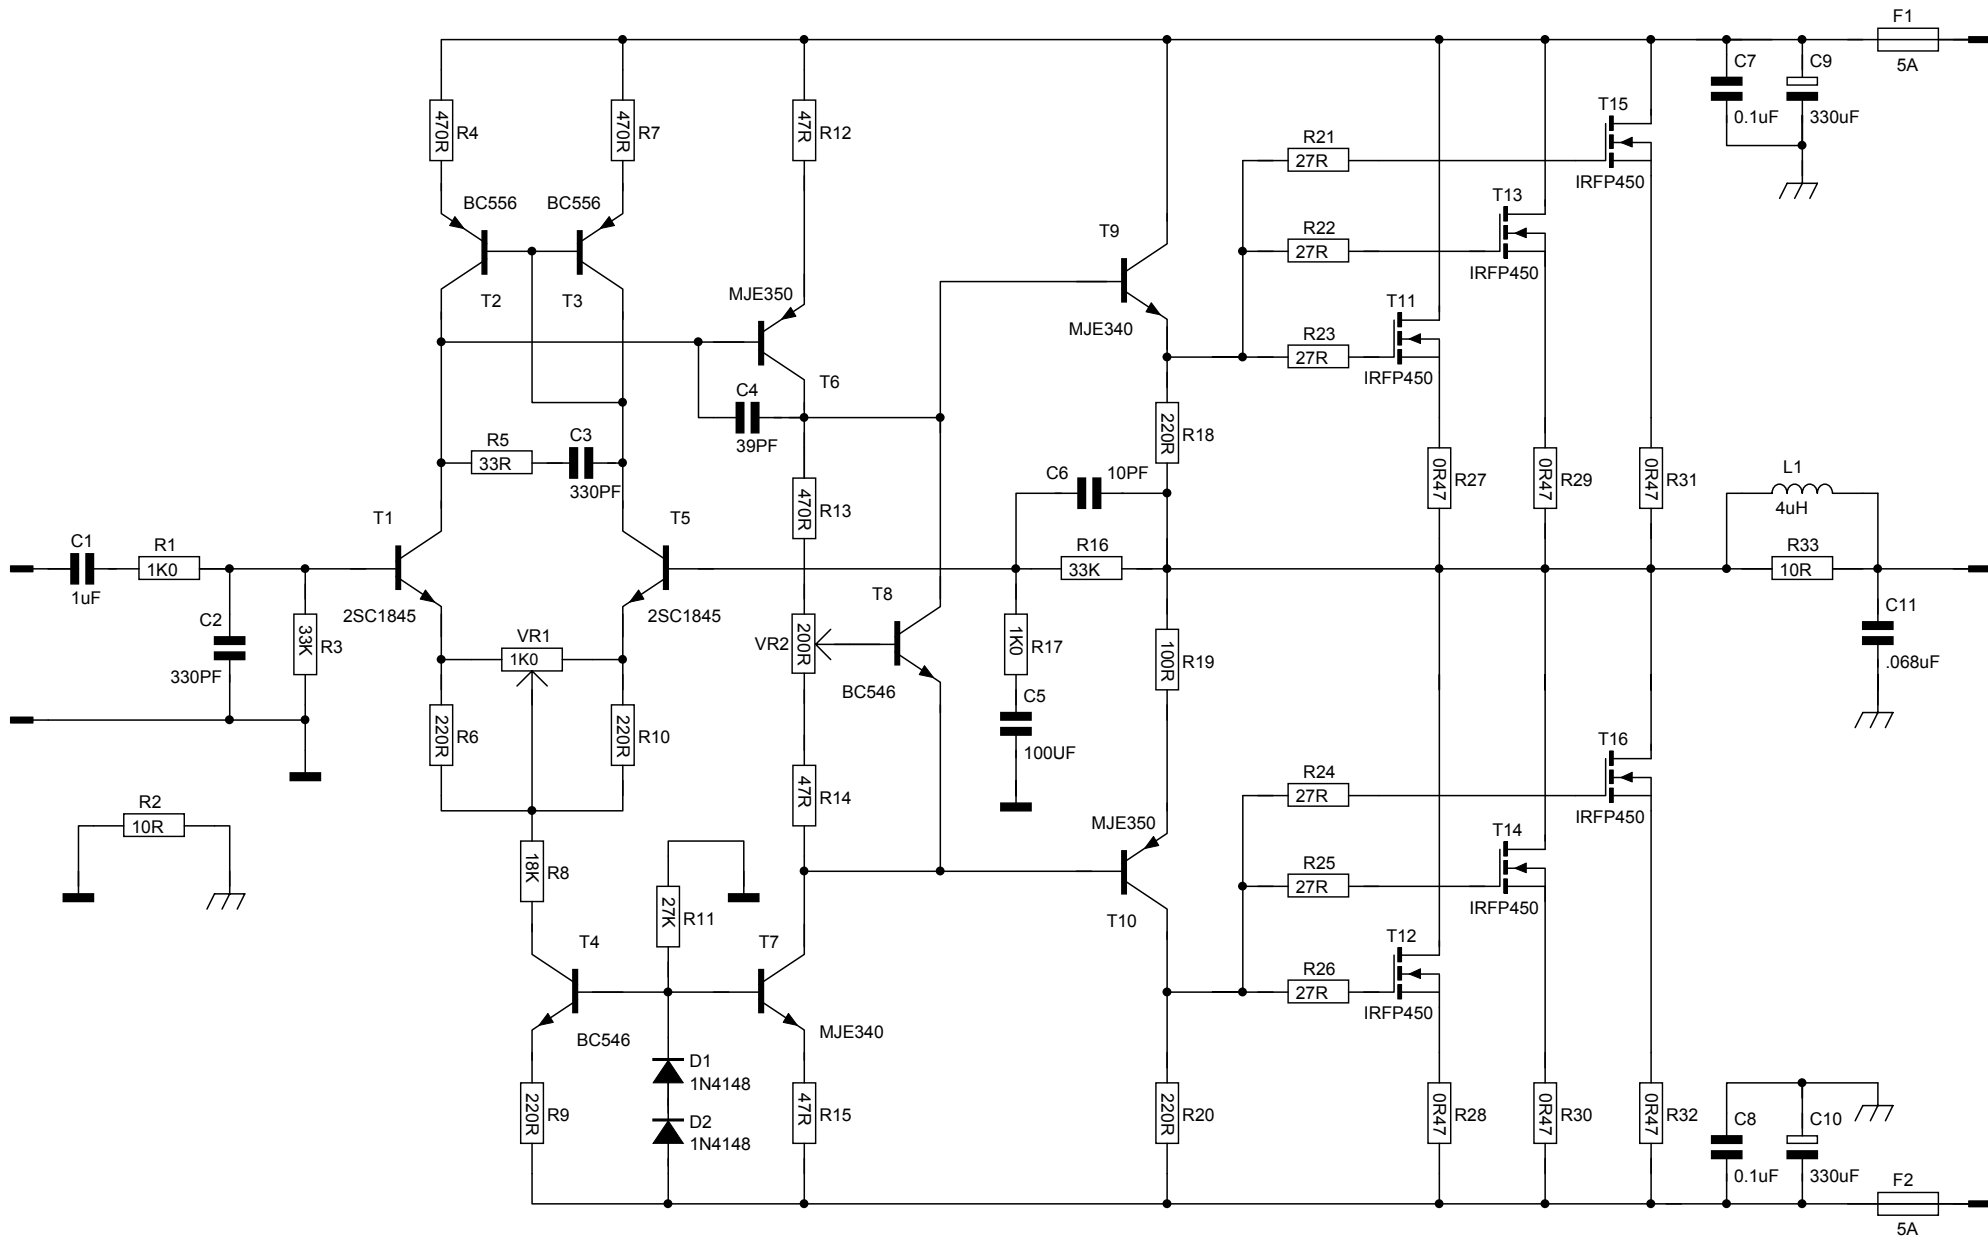 F1
5A
C7
0.1uF
C9
330uF
T15
IRFP450
470R
R4
470R
R7
47R
R12
R21
27R
T13
IRFP450
BC556
BC556
T2
T3
T9
MJE340
R22
27R
MJE350
T6
T11
IRFP450
R23
27R
C4
39PF
R5
33R
C3
330PF
220R
R18
C6
10PF
0R47
R27
0R47
R29
0R47
R31
L1
4uH
470R
R13
T1
2SC1845
T5
2SC1845
C1
1uF
R1
1K0
R16
33K
R33
10R
C2
330PF
33K
R3
VR1
1K0
VR2
200R
T8
BC546
1K0
R17
100R
R19
C11
.068uF
220R
R6
220R
R10
C5
100UF
T16
IRFP450
47R
R14
R24
27R
R2
10R
MJE350
T10
T14
IRFP450
18K
R8
R25
27R
27K
R11
T4
BC546
T7
MJE340
T12
IRFP450
R26
27R
D1
1N4148
D2
1N4148
220R
R9
47R
R15
220R
R20
0R47
R28
0R47
R30
0R47
R32
C8
0.1uF
C10
330uF
F2
5A